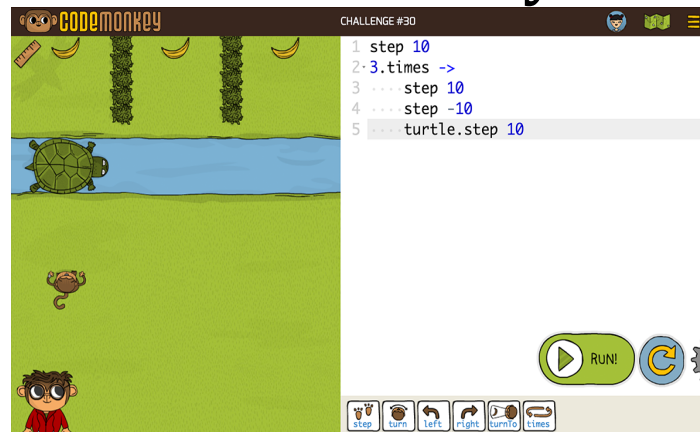 CODEMONKEY
CHALLENGE #30
1 step 10
2 3.times ->
3 step 10
4 step -10
5 turtle.step 10
RUN!
step turn left right turnTo times